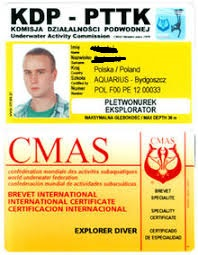 KDP - PTTK
KOMISJA DZIAŁALNOŚCI PODWODNEJ
Underwater Activity Commission
Polska / Poland
AQUARIUS - Bydgoszcz
POL F00 PE 12 00033
PŁETWONUREK
EKSPLORATOR
MAKSYMALNA GŁĘBOKOŚĆ / MAX DEPTH
CMAS
confédération mondiale des activités subaquatiques
world underwater federation
confederación mundial de actividades subacuáticas
BREVET INTERNATIONAL
INTERNATIONAL CERTIFICATE
CERTIFICACION INTERNACIONAL
EXPLORER DIVER
CMAS
BREVET
SPECIALITE
SPECIALITY
CERTIFICATE
CERTIFICADO DE
ESPECIALIDAD